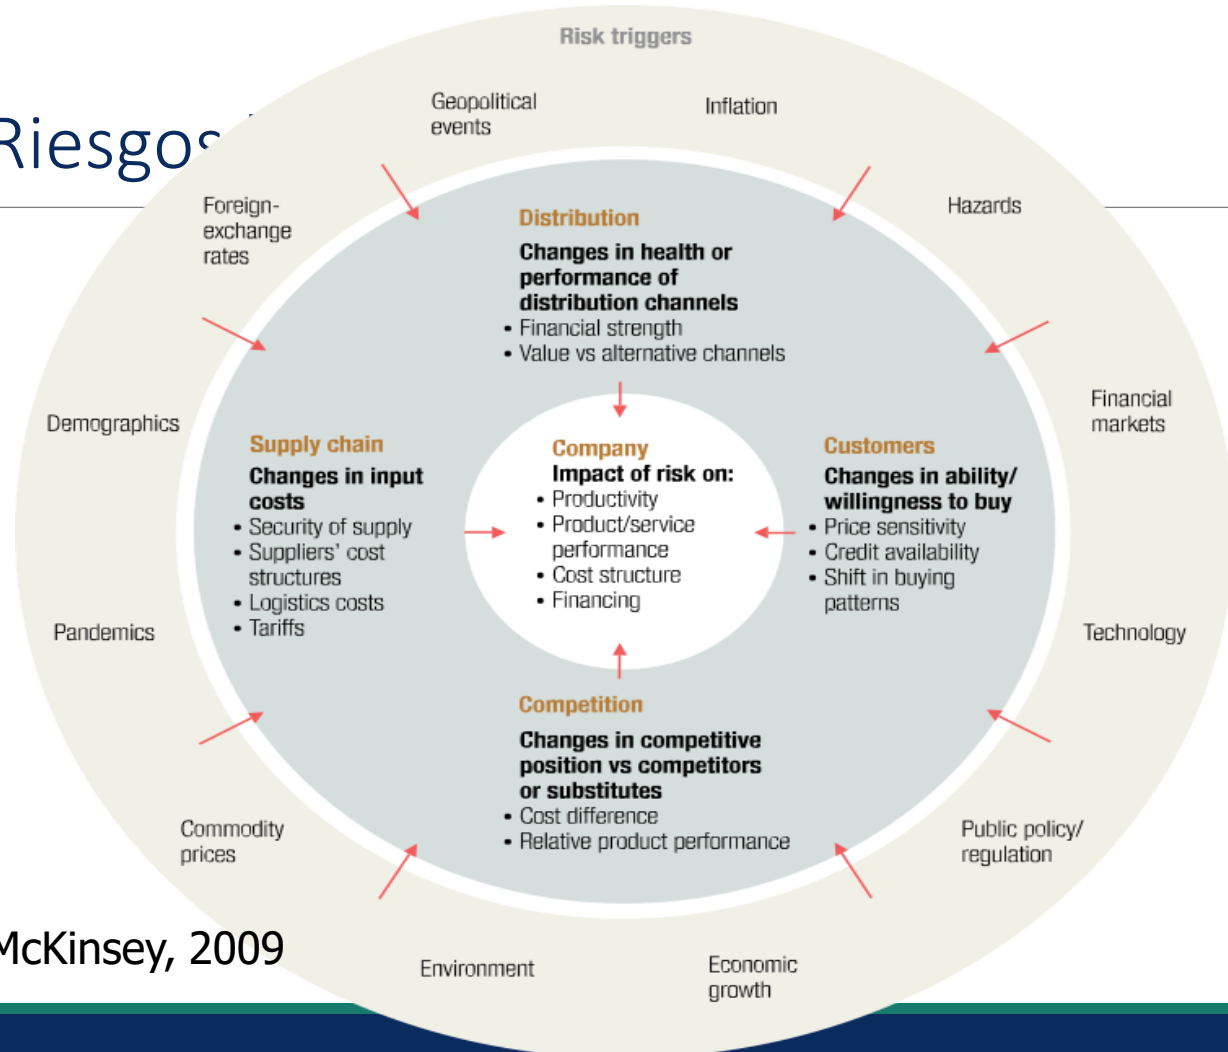 Risk triggers
Riesgos
Geopolitical
events
Inflation
Foreign-
exchange
rates
Hazards
Distribution
Changes in health or
performance of
distribution channels
• Financial strength
• Value vs alternative channels
Demographics
Financial
markets
Supply chain
Changes in input
costs
• Security of supply
• Suppliers' cost
structures
• Logistics costs
• Tariffs
Company
Impact of risk on:
• Productivity
• Product/service
performance
• Cost structure
• Financing
Customers
Changes in ability/
willingness to buy
• Price sensitivity
• Credit availability
• Shift in buying
patterns
Pandemics
Technology
Competition
Changes in competitive
position vs competitors
or substitutes
• Cost difference
• Relative product performance
Commodity
prices
Public policy/
regulation
McKinsey, 2009
Environment
Economic
growth